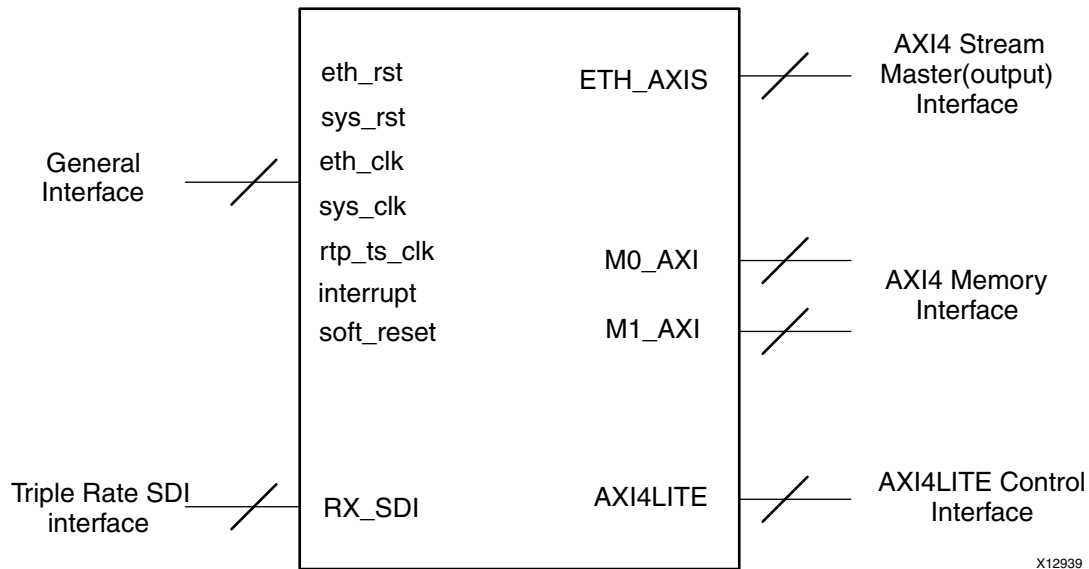 General
Interface
Triple Rate SDI
interface
eth_rst
sys_rst
eth_clk
sys_clk
rtp_ts_clk
interrupt
soft_reset
RX_SDI
ETH_AXIS
M0_AXI
M1_AXI
AXI4LITE
AXI4 Stream
Master(output)
Interface
AXI4 Memory
Interface
AXI4LITE Control
Interface
X12939